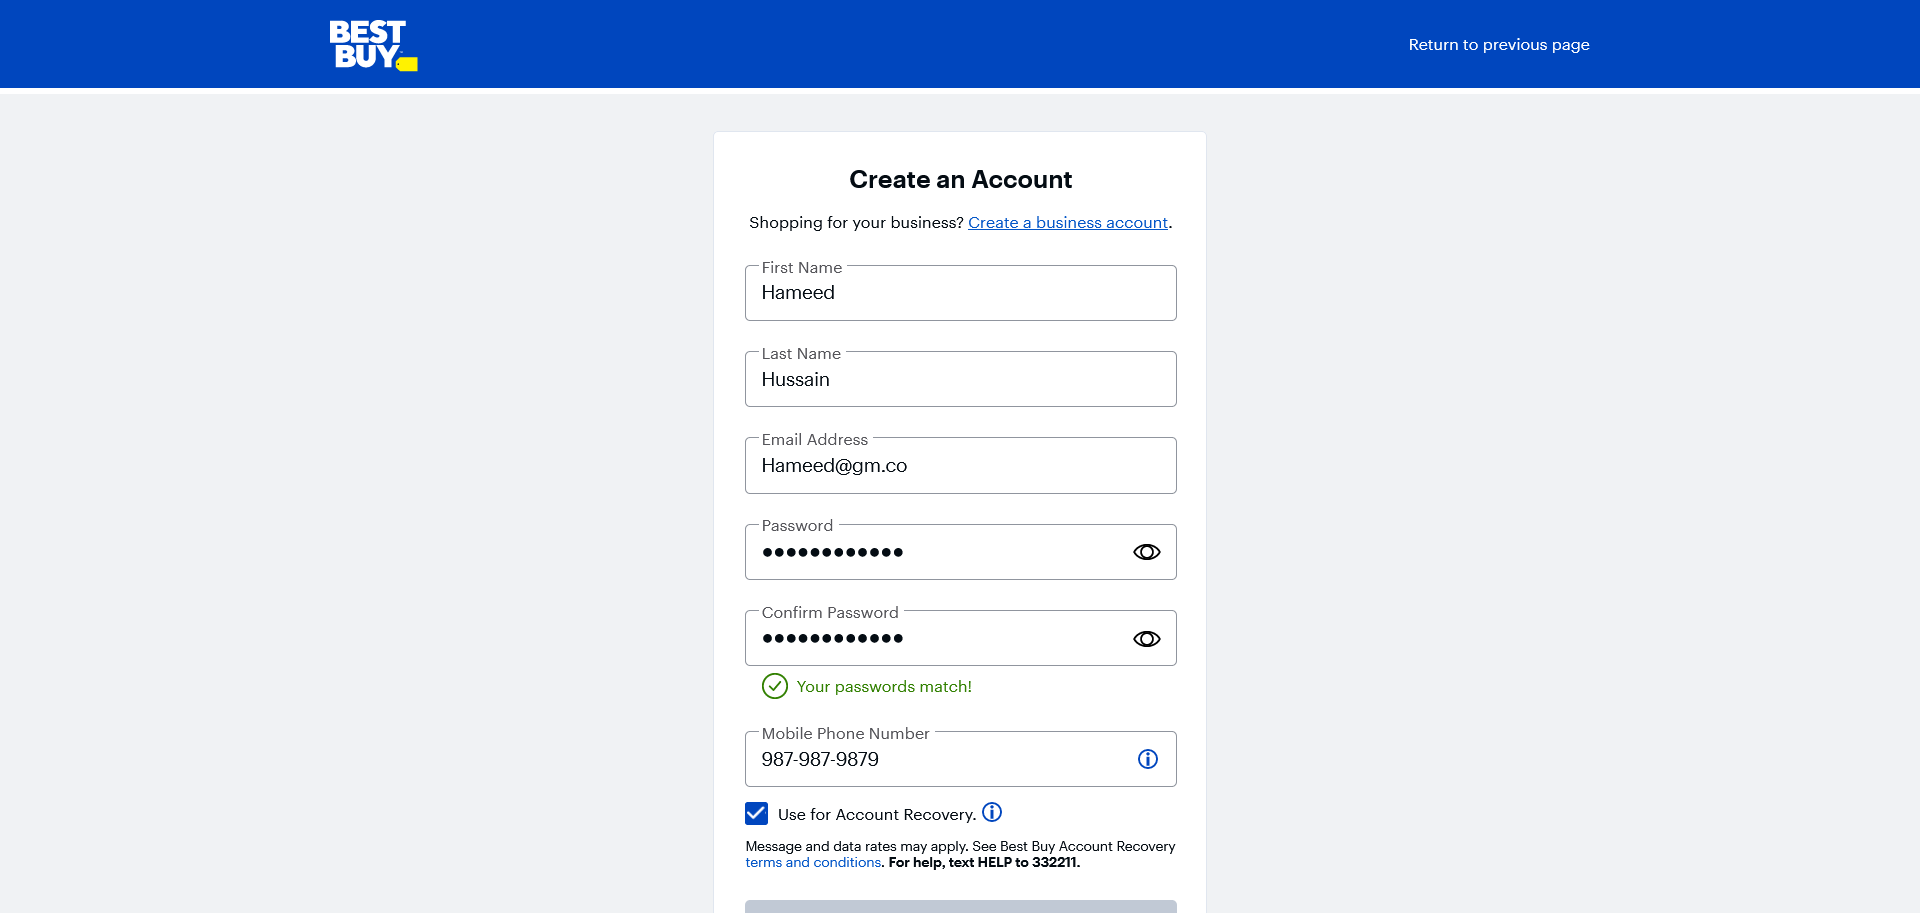 BEST
BUY
Return to previous page
Create an Account
Shopping for your business? Create a business account.
First Name
Hameed
Last Name
Hussain
Email Address
Hameed@gm.co
Password
●●●●●●●●●●●●
Confirm Password
●●●●●●●●●●●●
Your passwords match!
Mobile Phone Number
987-987-9879
Use for Account Recovery.
Message and data rates may apply. See Best Buy Account Recovery
terms and conditions. For help, text HELP to 332211.